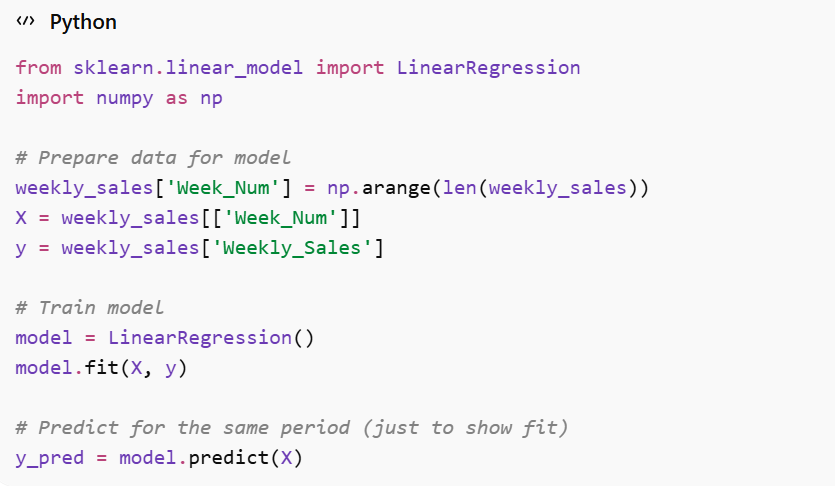 Python
from sklearn.linear_model import LinearRegression
import numpy as np
# Prepare data for model
weekly_sales['Week_Num'] = np.arange(len(weekly_sales))
X = weekly_sales[['Week_Num']]
y = weekly_sales['Weekly_Sales']
# Train model
model = LinearRegression()
model.fit(X, y)
# Predict for the same period (just to show fit)
y_pred = model.predict(X)